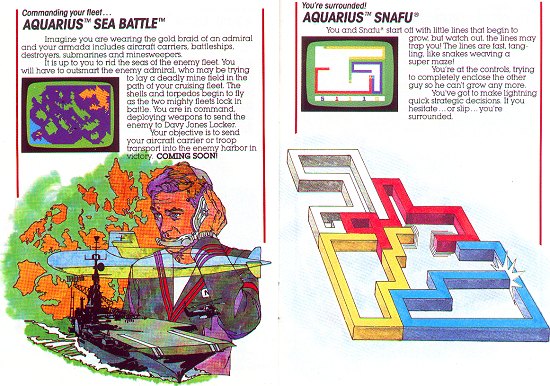 Commanding your fleet...
AQUARIUS™ SEA BATTLE™
Imagine you are wearing the gold braid of an admiral
and your armada includes aircraft carriers, battleships,
destroyers, submarines and minesweepers.
It is up to you to rid the seas of the enemy fleet. You
will have to outsmart the enemy admiral, who may be trying
to lay a deadly mine field in the
path of your cruising fleet. The
shells and torpedos begin to fly
as the two mighty fleets lock in
battle. You are in command,
deploying weapons to send the
enemy to Davy Jones Locker.
Your objective is to send
your aircraft carrier or troop
transport into the enemy harbor in
victory. COMING SOON!
You're surrounded!
AQUARIUS™ SNAFU®
You and Snafu® start off with little lines that begin to
grow, but watch out, the lines may
trap you! The lines are fast, tang-
ling, like snakes weaving a
super maze!
You're at the controls, trying
to completely enclose the other
guy so he can't grow any more.
You've got to make lightning
quick strategic decisions. If you
hesitate... or slip... you're
surrounded.